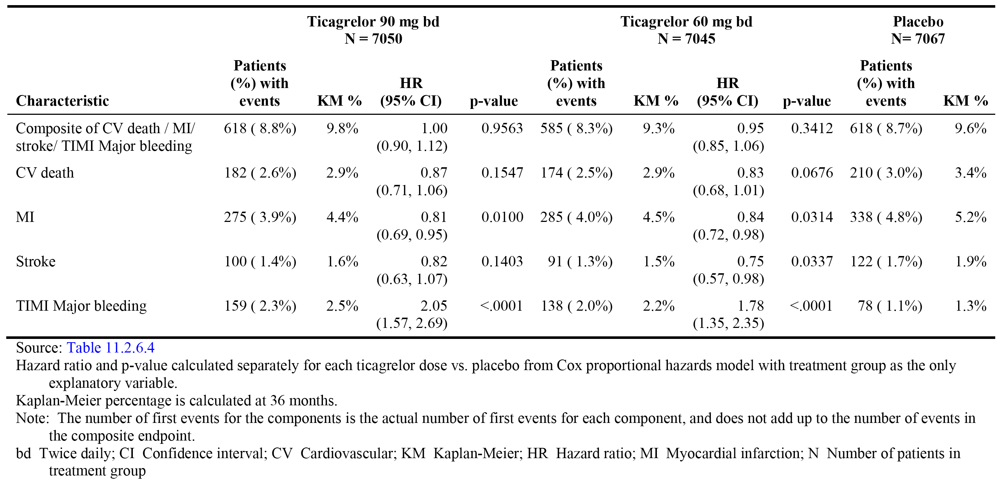 Ticagrelor 90 mg bd Ticagrelor 60 mg bd Placebo
N = 7050 N = 7045 N= 7067
Patients Patients Patients
(%) with HR (%) with HR (%) with
Characteristic events KM % (95% CI) p-value events KM % (95% CI) p-value events KM %
Composite of CV death / MI/ 618 ( 8.8%) 9.8% 1.00 0.9563 585 ( 8.3%) 9.3% 0.95 0.3412 618 ( 8.7%) 9.6%
stroke/ TIMI Major bleeding (0.90, 1.12) (0.85, 1.06)
CV death 182 ( 2.6%) 2.9% 0.87 0.1547 174 ( 2.5%) 2.9% 0.83 0.0676 210 ( 3.0%) 3.4%
(0.71, 1.06) (0.68, 1.01)
MI 275 ( 3.9%) 4.4% 0.81 0.0100 285 ( 4.0%) 4.5% 0.84 0.0314 338 ( 4.8%) 5.2%
(0.69, 0.95) (0.72, 0.98)
Stroke 100 ( 1.4%) 1.6% 0.82 0.1403 91 ( 1.3%) 1.5% 0.75 0.0337 122 ( 1.7%) 1.9%
(0.63, 1.07) (0.57, 0.98)
TIMI Major bleeding 159 ( 2.3%) 2.5% 2.05 <.0001 138 ( 2.0%) 2.2% 1.78 <.0001 78 ( 1.1%) 1.3%
(1.57, 2.69) (1.35, 2.35)
Source: Table 11.2.6.4
Hazard ratio and p-value calculated separately for each ticagrelor dose vs. placebo from Cox proportional hazards model with treatment group as the only
explanatory variable.
Kaplan-Meier percentage is calculated at 36 months.
Note: The number of first events for the components is the actual number of first events for each component, and does not add up to the number of events in
the composite endpoint.
bd Twice daily; CI Confidence interval; CV Cardiovascular; KM Kaplan-Meier; HR Hazard ratio; MI Myocardial infarction; N Number of patients in
treatment group